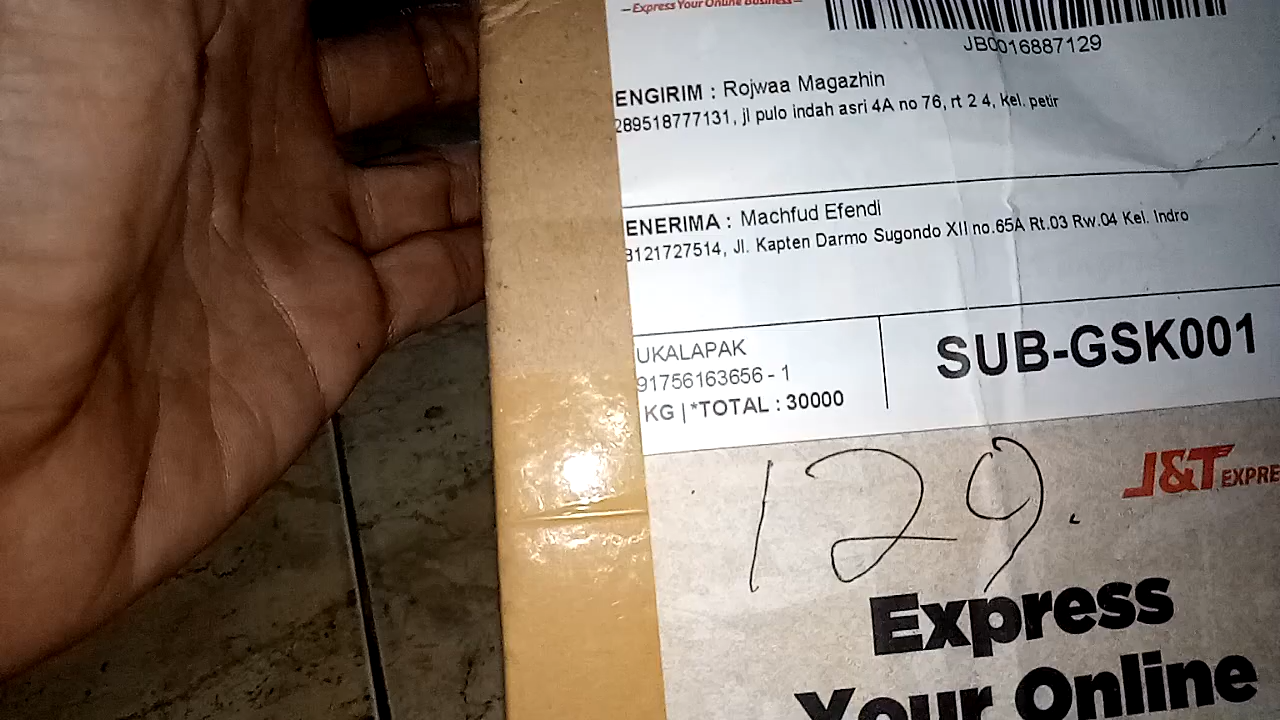 – Express Your Online Business –
JB0016887129
ENGIRIM : Rojwaa Magazhin
289518777131, jl pulo indah asri 4A no 76, rt 2 4, kel. petir
ENERIMA : Machfud Efendi
3121727514, Jl. Kapten Darmo Sugondo XII no.65A Rt.03 Rw.04 Kel. Indro
UKALAPAK
91756163656 - 1
KG | *TOTAL : 30000
SUB-GSK001
129.
J&T EXPRE
Express
Your Online